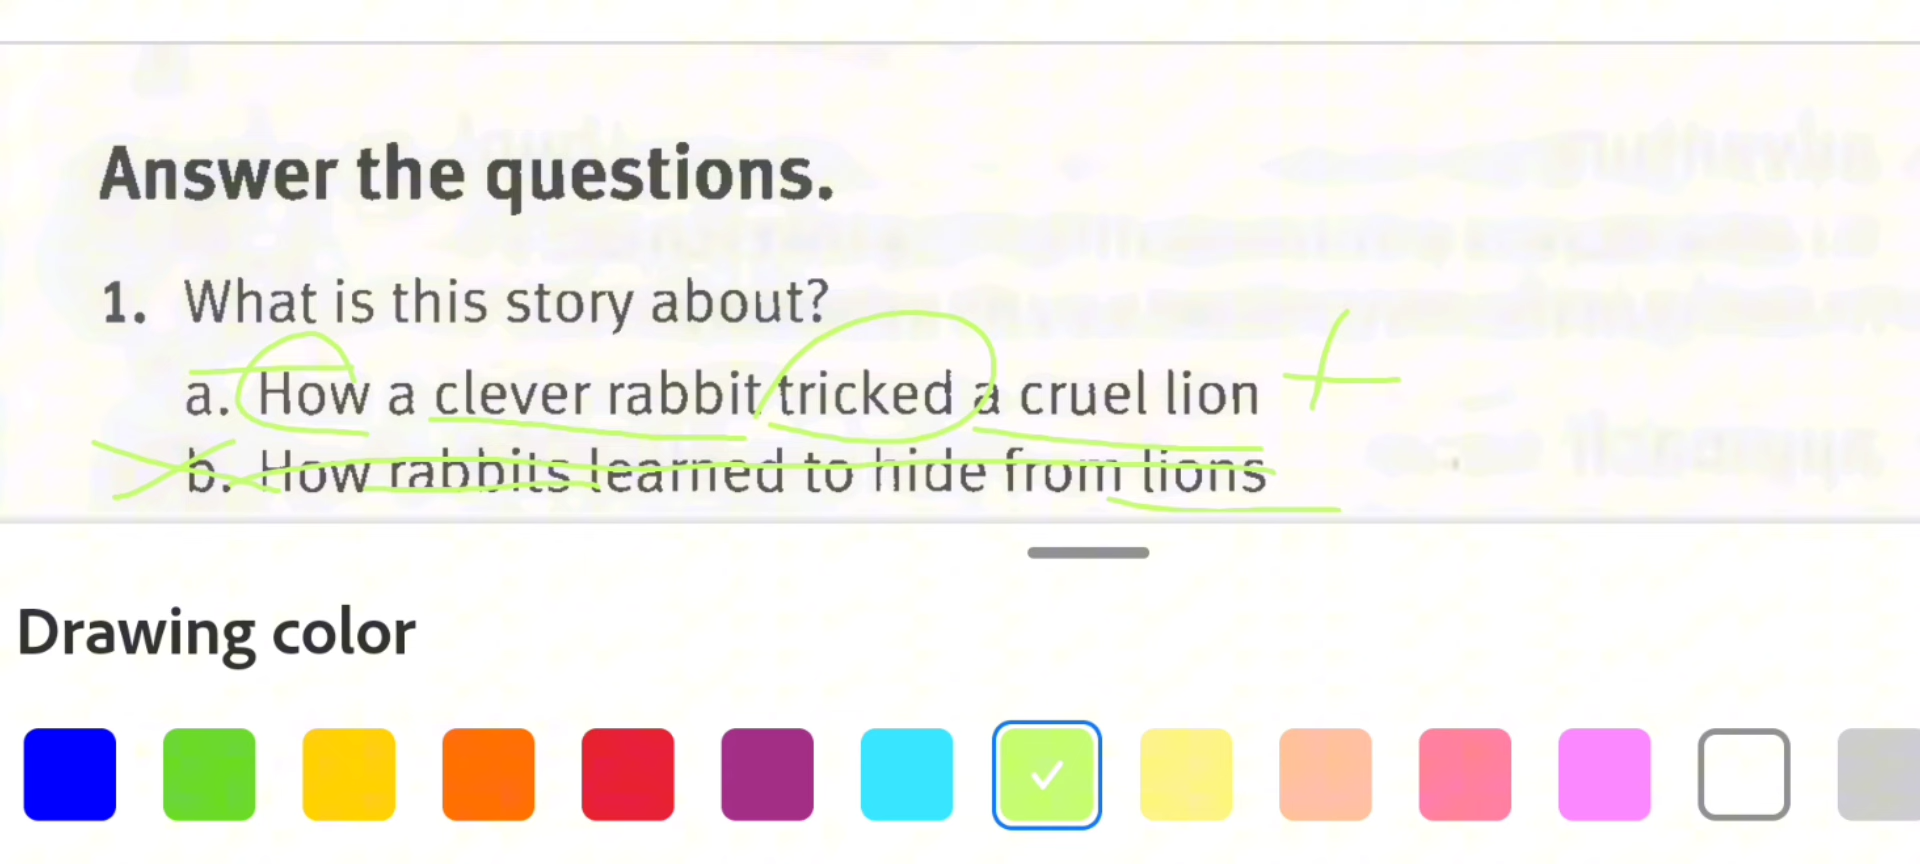 Answer the questions.
1. What is this story about?
a. How a clever rabbit tricked a cruel lion
b. How rabbits learned to hide from lions
Drawing color